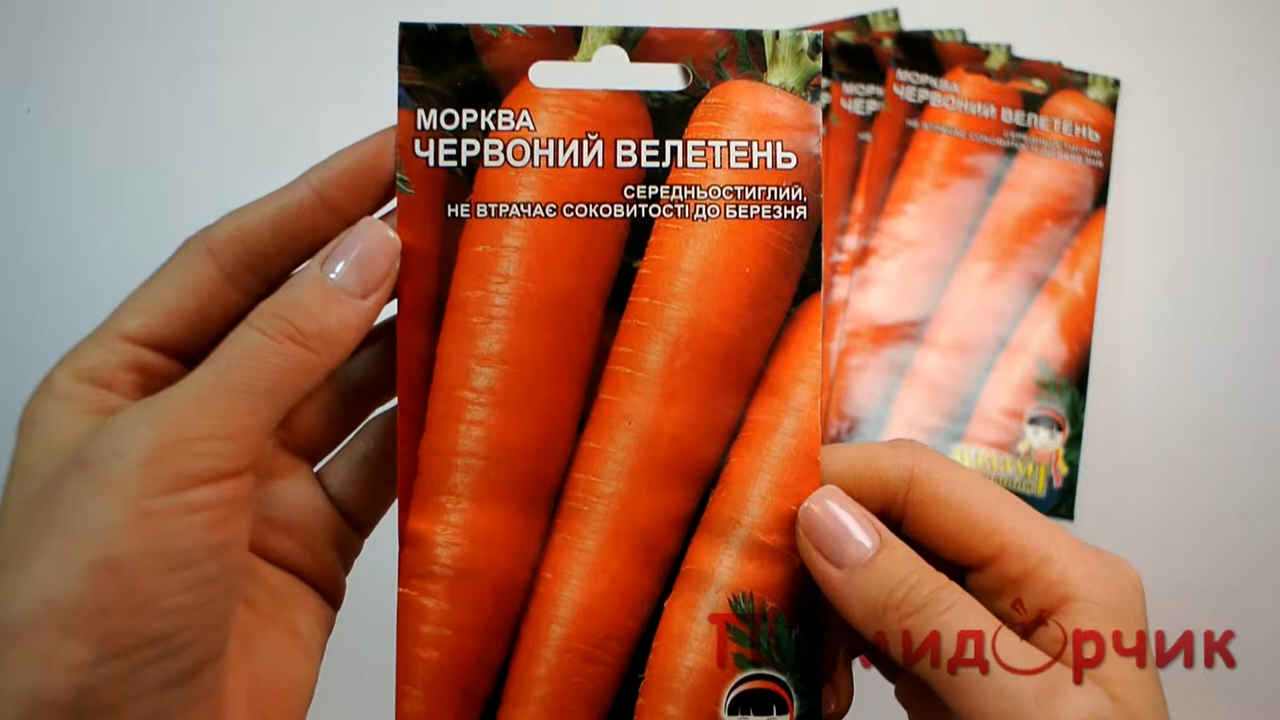 МОРКВА
ЧЕРВОНИЙ ВЕЛЕТЕНЬ
СЕРЕДНЬОСТИГЛИЙ,
НЕ ВТРАЧАЄ СОКОВИТОСТІ ДО БЕРЕЗНЯ
МОРКВА
ЧЕРВОНИЙ ВЕЛЕТЕНЬ